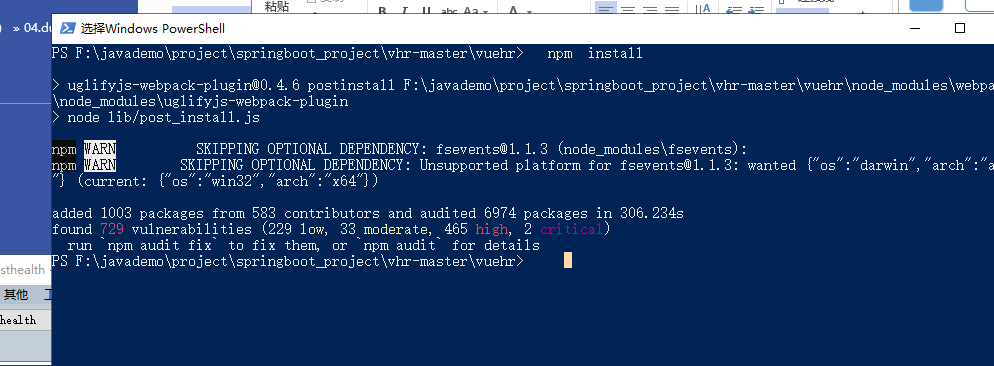 粘贴
» 04.du
B I U abc Aa A
选择Windows PowerShell
PS F:\javademo\project\springboot_project\vhr-master\vuehr> npm install
> uglifyjs-webpack-plugin@0.4.6 postinstall F:\javademo\project\springboot_project\vhr-master\vuehr\node_modules\webpa
\node_modules\uglifyjs-webpack-plugin
> node lib/post_install.js
npm WARN SKIPPING OPTIONAL DEPENDENCY: fsevents@1.1.3 (node_modules\fsevents):
npm WARN SKIPPING OPTIONAL DEPENDENCY: Unsupported platform for fsevents@1.1.3: wanted {"os":"darwin","arch":"a
"} (current: {"os":"win32","arch":"x64"})
added 1003 packages from 583 contributors and audited 6974 packages in 306.234s
found 729 vulnerabilities (229 low, 33 moderate, 465 high, 2 critical)
run `npm audit fix` to fix them, or `npm audit` for details
PS F:\javademo\project\springboot_project\vhr-master\vuehr>
sthealth
其他
health